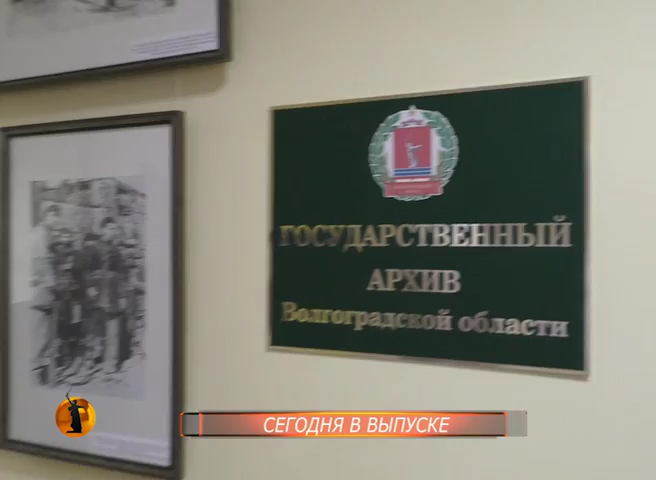 ГОСУДАРСТВЕННЫЙ
АРХИВ
Волгоградской области
СЕГОДНЯ В ВЫПУСКЕ